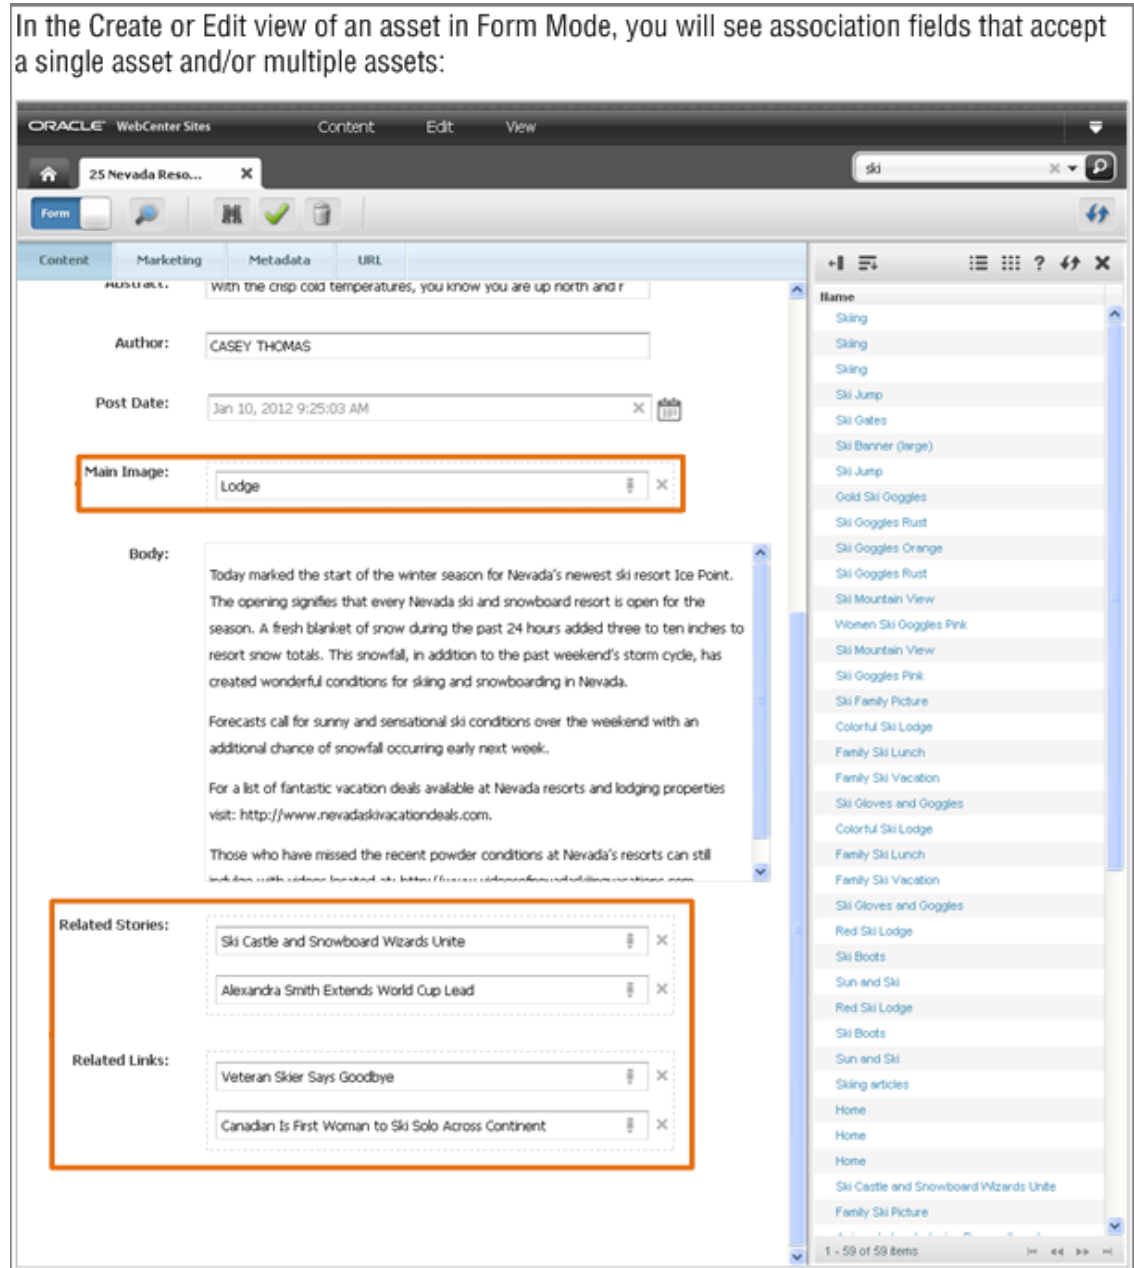 In the Create or Edit view of an asset in Form Mode, you will see association fields that accept
a single asset and/or multiple assets:
ORACLE WebCenter Sites Content Edit View
25 Nevada Reso...
ski
Form
Content Marketing Metadata URL
Abstract: With the crisp cold temperatures, you know you are up north and r
Author: CASEY THOMAS
Post Date: Jan 10, 2012 9:25:03 AM
Main Image: Lodge
Body:
Today marked the start of the winter season for Nevada's newest ski resort Ice Point.
The opening signifies that every Nevada ski and snowboard resort is open for the
season. A fresh blanket of snow during the past 24 hours added three to ten inches to
resort snow totals. This snowfall, in addition to the past weekend's storm cycle, has
created wonderful conditions for skiing and snowboarding in Nevada.
Forecasts call for sunny and sensational ski conditions over the weekend with an
additional chance of snowfall occurring early next week.
For a list of fantastic vacation deals available at Nevada resorts and lodging properties
visit: http://www.nevadaskivacationdeals.com.
Those who have missed the recent powder conditions at Nevada's resorts can still
Related Stories:
Ski Castle and Snowboard Wizards Unite
Alexandra Smith Extends World Cup Lead
Related Links:
Veteran Skier Says Goodbye
Canadian Is First Woman to Ski Solo Across Continent
?
Name
Skiing
Skiing
Skiing
Ski Jump
Ski Gates
Ski Banner (large)
Ski Jump
Gold Ski Goggles
Ski Goggles Rust
Ski Goggles Orange
Ski Goggles Rust
Ski Mountain View
Women Ski Goggles Pink
Ski Mountain View
Ski Goggles Pink
Ski Family Picture
Colorful Ski Lodge
Family Ski Lunch
Family Ski Vacation
Ski Gloves and Goggles
Colorful Ski Lodge
Family Ski Lunch
Family Ski Vacation
Ski Gloves and Goggles
Red Ski Lodge
Ski Boots
Sun and Ski
Red Ski Lodge
Ski Boots
Sun and Ski
Skiing articles
Home
Home
Home
Ski Castle and Snowboard Wizards Unite
Family Ski Picture
1 - 59 of 59 items